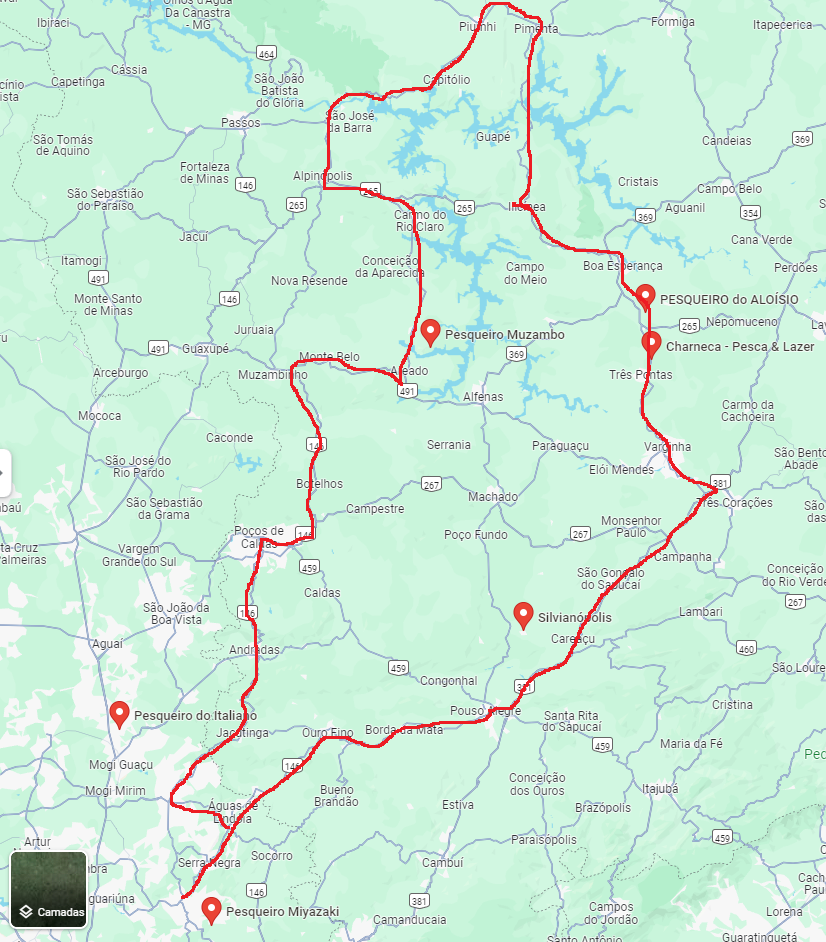 Olhos d'Água
Da Canastra
- MG
Ibiraci
Piumhi
Pimenta
Formiga
Itapecerica
464
Cássia
Capetinga
São João
Batista
do Glória
Capitólio
cínio
ista
Passos
São José
da Barra
Guapé
São Tomás
de Aquino
Candeias
369
Fortaleza
de Minas
146
Alpinópolis
265
Cristais
Campo Belo
São Sebastião
do Paraíso
265
Carmo do
Rio Claro
265
Ilicínea
369
Aguanil
354
Jacuí
Cana Verde
Itamogi
491
Conceição
da Aparecida
Campo
do Meio
Boa Esperança
Perdões
Nova Resende
Monte Santo
de Minas
146
PESQUEIRO do ALOÍSIO
265
Nepomuceno
Juruaia
Pesqueiro Muzambo
Charneca - Pesca & Lazer
491
Guaxupé
Monte Belo
369
Arceburgo
Muzambinho
Areado
491
Três Pontas
Alfenas
Mococa
Carmo da
Cachoeira
Caconde
146
Serrania
Paraguaçu
Varginha
São José do
Rio Pardo
São Bento
Abade
Elói Mendes
Botelhos
267
381
São Sebastião
da Grama
Machado
Três Corações
Campestre
Poços de
Caldas
146
Poço Fundo
267
Monsenhor
Paulo
Vargem
Grande do Sul
Campanha
459
São Gonçalo
do Sapucaí
Conceição
do Rio Verde
Caldas
267
São João da
Boa Vista
146
Silvianópolis
Lambari
Aguaí
Careaçu
Andradas
460
459
São Loure
Congonhal
381
Pesqueiro do Italiano
Pouso Alegre
Cristina
Jacutinga
Ouro Fino
Borda da Mata
Santa Rita
do Sapucaí
459
Maria da Fé
Mogi Guaçu
146
Mogi Mirim
Bueno
Brandão
Conceição
dos Ouros
Itajubá
Águas de
Lindóia
Estiva
Brazópolis
Artur
459
Paraisópolis
Serra Negra
Socorro
Cambuí
146
guariúna
381
Pesqueiro Miyazaki
Camanducaia
Campos
do Jordão
Lorena
Santo Antônio
Guaratinguetá
Camadas